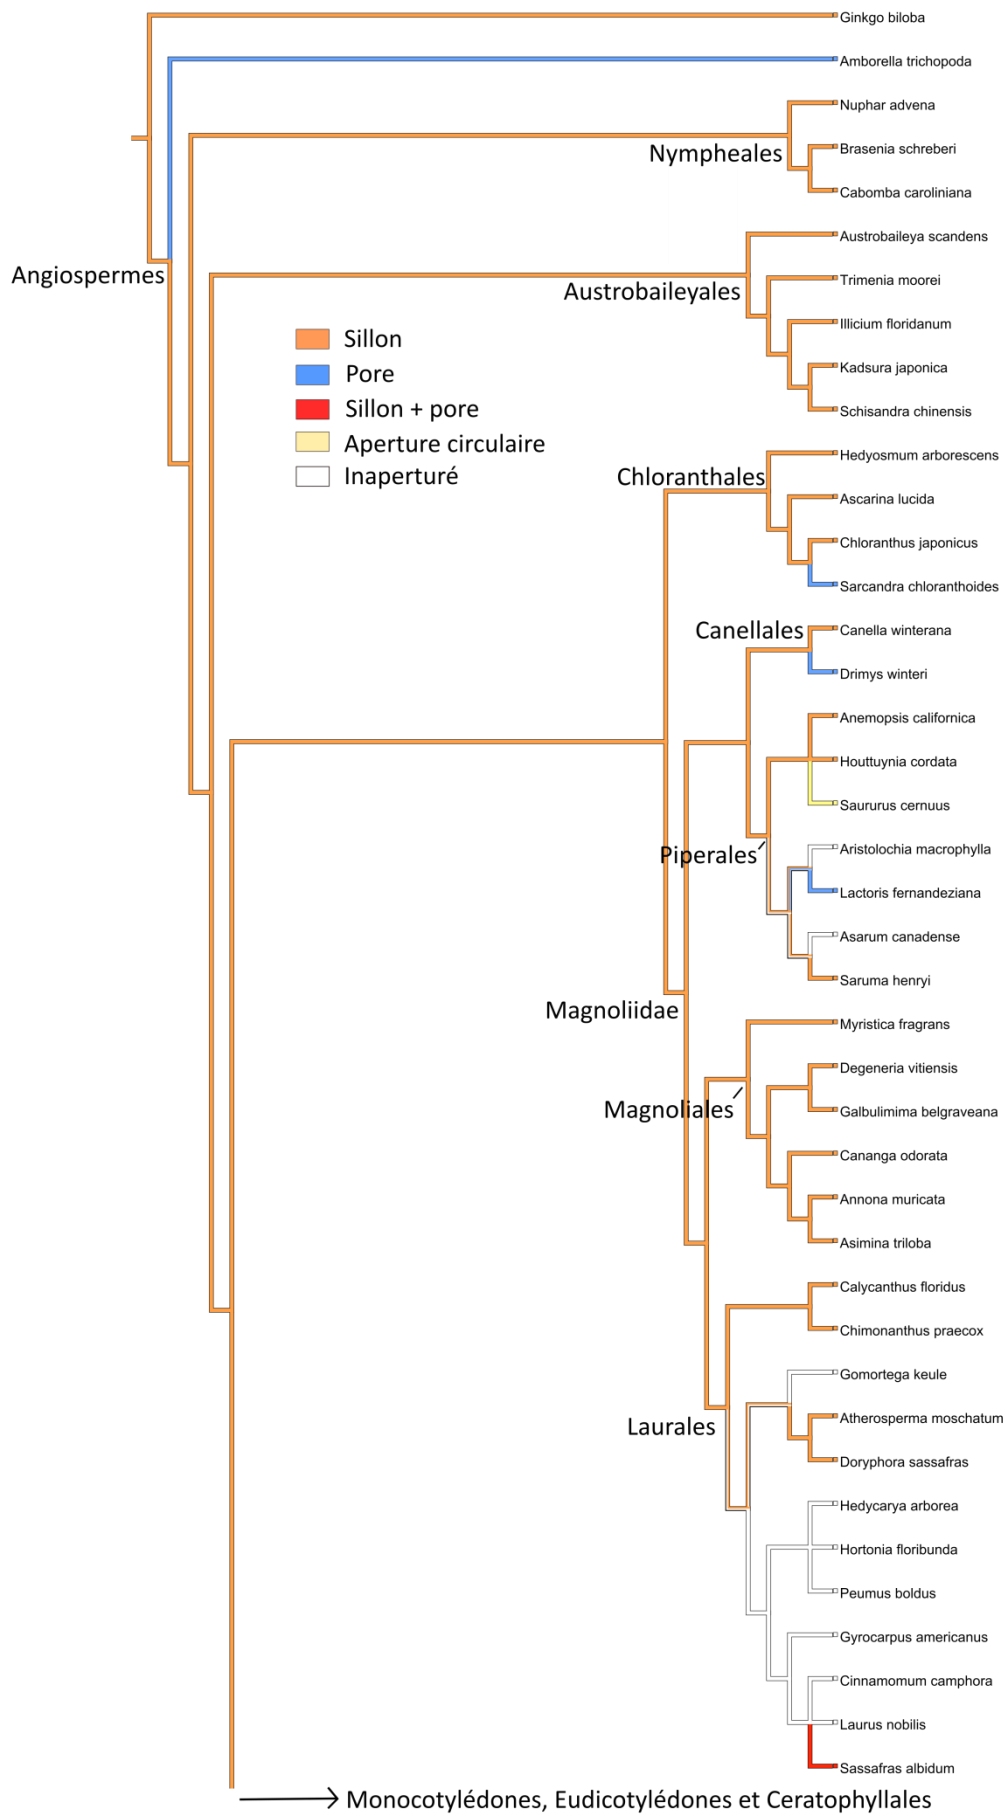 Ginkgo biloba
Amborella trichopoda
Nuphar advena
Nympheales
Brasenia schreberi
Cabomba caroliniana
Austrobaileya scandens
Angiospermes
Trimenia moorei
Austrobaileyales
Illicium floridanum
Sillon
Kadsura japonica
Pore
Schisandra chinensis
Sillon + pore
Aperture circulaire
Hedyosmum arborescens
Inaperturé
Chloranthales
Ascarina lucida
Chloranthus japonicus
Sarcandra chloranthoides
Canellales
Canella winterana
Drimys winteri
Anemopsis californica
Houttuynia cordata
Saururus cernuus
Aristolochia macrophylla
Piperales
Lactoris fernandeziana
Asarum canadense
Saruma henryi
Magnoliidae
Myristica fragrans
Degeneria vitiensis
Magnoliales
Galbulimima belgraveana
Cananga odorata
Annona muricata
Asimina triloba
Calycanthus floridus
Chimonanthus praecox
Gomortega keule
Atherosperma moschatum
Laurales
Doryphora sassafras
Hedycarya arborea
Hortonia floribunda
Peumus boldus
Gyrocarpus americanus
Cinnamomum camphora
Laurus nobilis
Sassafras albidum
Monocotylédones, Eudicotylédones et Ceratophyllales